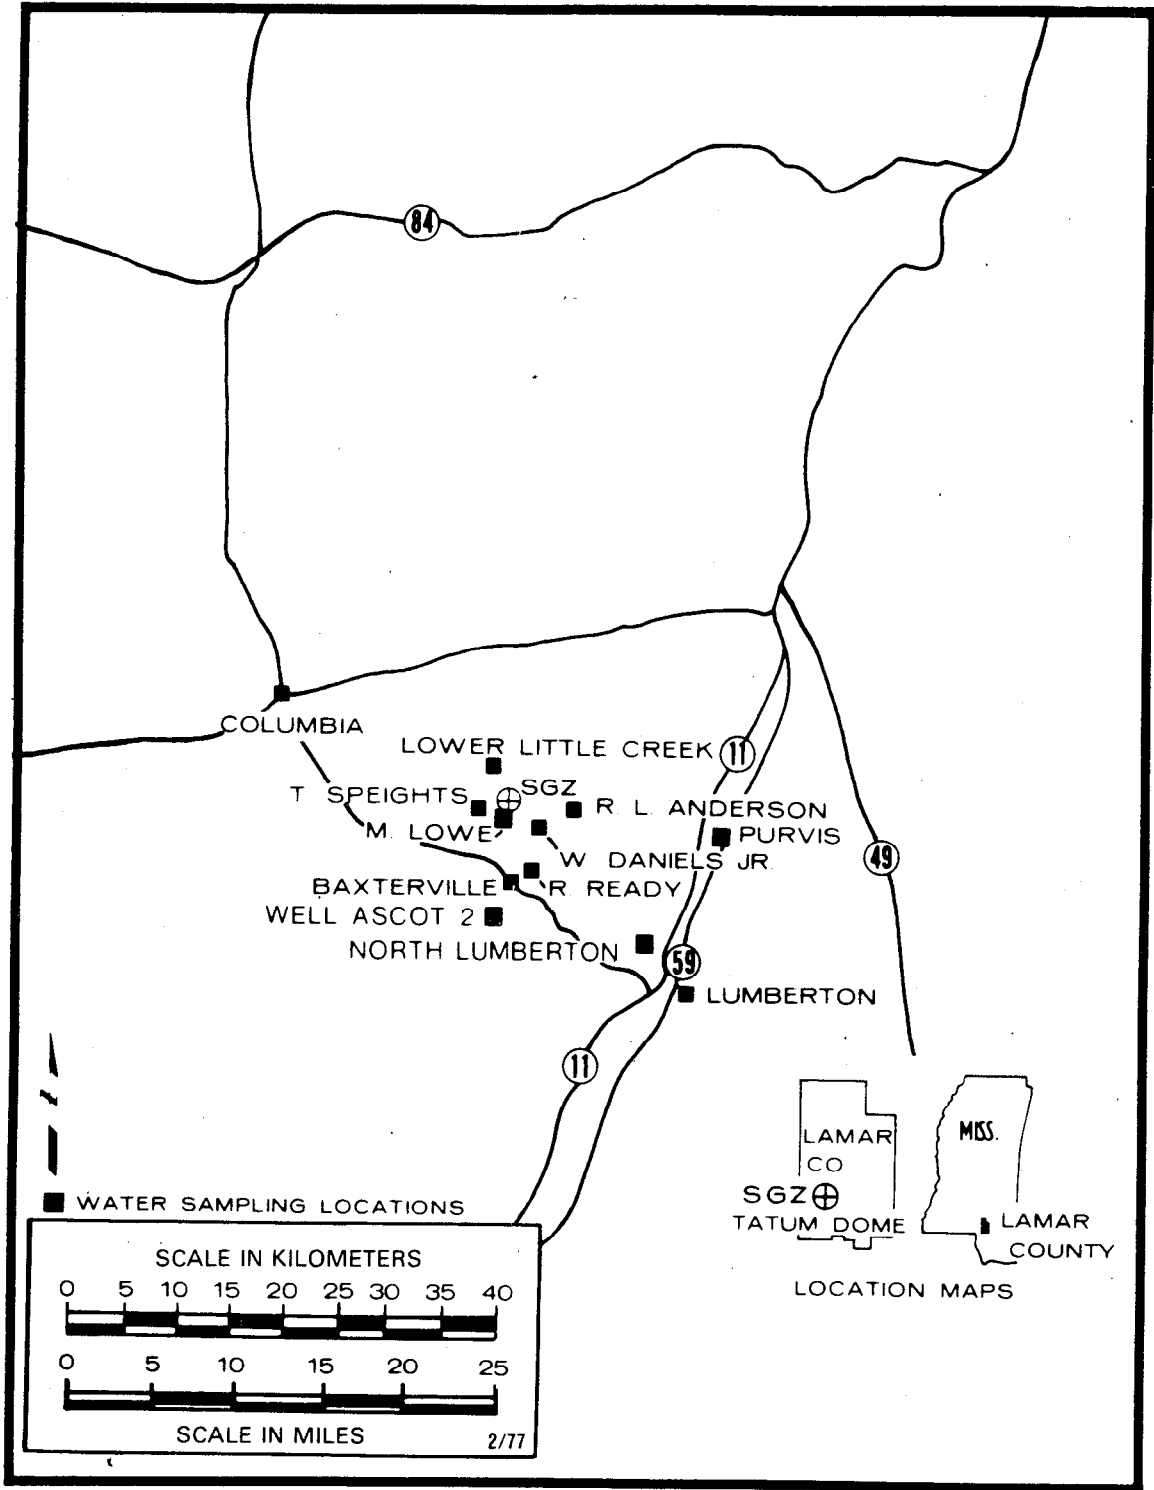 84
COLUMBIA
LOWER LITTLE CREEK
11
T. SPEIGHTS
SGZ
R. L. ANDERSON
M. LOWE
PURVIS
W. DANIELS JR.
49
BAXTERVILLE
R. READY
WELL ASCOT 2
NORTH LUMBERTON
59
LUMBERTON
11
N
WATER SAMPLING LOCATIONS
LAMAR
CO
MISS.
SGZ
TATUM DOME
LAMAR
COUNTY
LOCATION MAPS
SCALE IN KILOMETERS
0 5 10 15 20 25 30 35 40
0 5 10 15 20 25
SCALE IN MILES
2/77